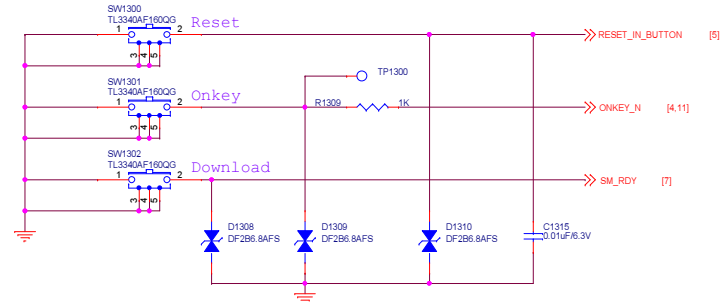 SW1300
TL3340AF160QG
Reset
1
2
3
4
5
RESET_IN_BUTTON [5]
TP1300
SW1301
TL3340AF160QG
Onkey
1
2
3
4
5
R1309
1K
ONKEY_N [4,11]
SW1302
TL3340AF160QG
Download
1
2
3
4
5
SM_RDY [7]
D1308
DF2B6.8AFS
D1309
DF2B6.8AFS
D1310
DF2B6.8AFS
C1315
0.01uF/6.3V